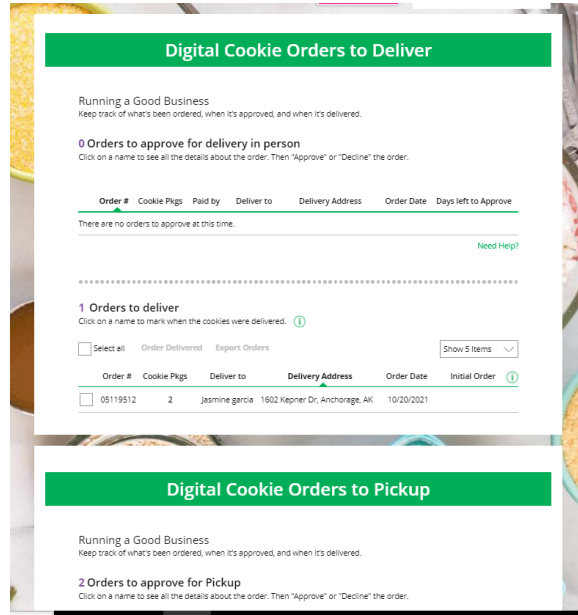 Digital Cookie Orders to Deliver
Running a Good Business
Keep track of what's been ordered, when it's approved, and when it's delivered.
0 Orders to approve for delivery in person
Click on a name to see all the details about the order. Then "Approve" or "Decline" the order.
Order # Cookie Pkgs Paid by Deliver to Delivery Address Order Date Days left to Approve
There are no orders to approve at this time.
Need Help?
1 Orders to deliver
Click on a name to mark when the cookies were delivered. i
Select all Order Delivered Export Orders Show 5 Items
Order # Cookie Pkgs Deliver to Delivery Address Order Date Initial Order i
05119512 2 Jasmine garcia 1602 Kepner Dr, Anchorage, AK 10/20/2021
Digital Cookie Orders to Pickup
Running a Good Business
Keep track of what's been ordered, when it's approved, and when it's delivered.
2 Orders to approve for Pickup
Click on a name to see all the details about the order. Then "Approve" or "Decline" the order.